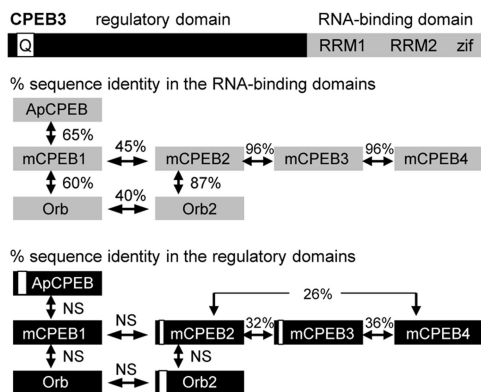 CPEB3 regulatory domain RNA-binding domain
Q RRM1 RRM2 zif
% sequence identity in the RNA-binding domains
ApCPEB
65%
mCPEB1 45% mCPEB2 96% mCPEB3 96% mCPEB4
60% 87%
Orb 40% Orb2
% sequence identity in the regulatory domains
ApCPEB
NS 26%
mCPEB1 NS mCPEB2 32% mCPEB3 36% mCPEB4
NS NS
Orb NS Orb2